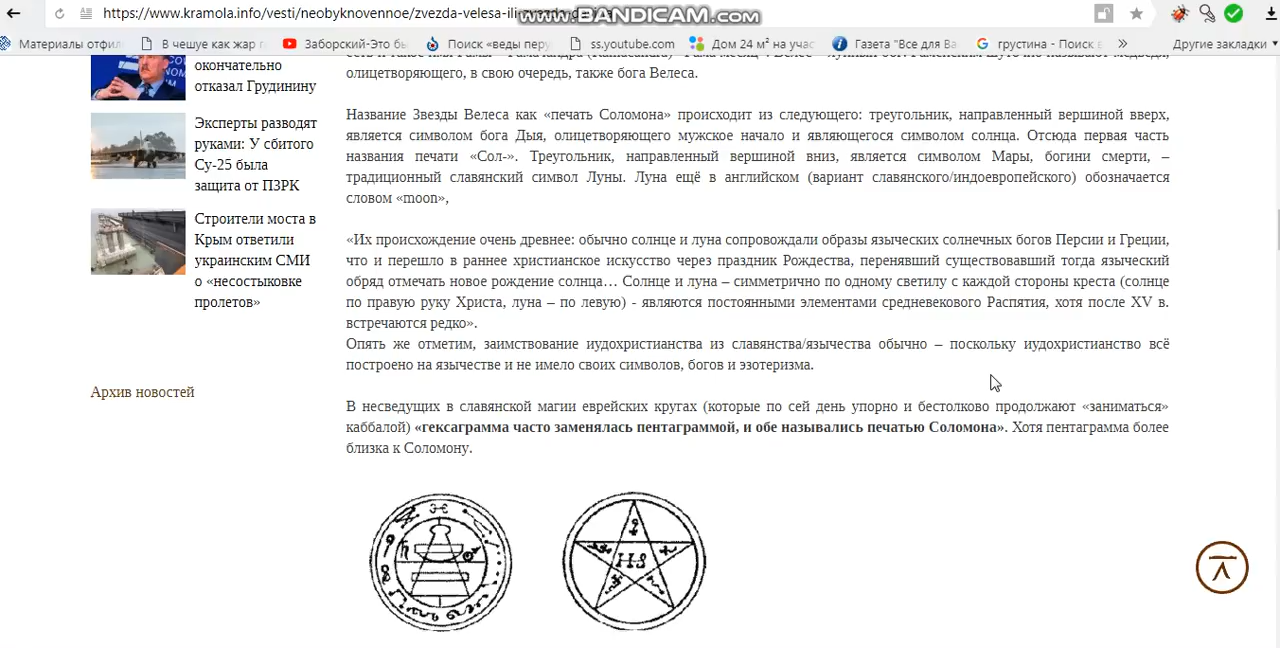 https://www.kramola.info/vesti/neobyknovennoe/zvezda-velesa-ili
www.BANDICAM.com
Материалы отфил
В чешуе как жар
Заборский-Это бы
Поиск «веды перу
ss.youtube.com
Дом 24 м² на учас
Газета "Все для Ва
грустина - Поиск в
»
Другие закладки
окончательно
отказал Грудинину
Эксперты разводят
руками: У сбитого
Су-25 была
защита от ПЗРК
Строители моста в
Крым ответили
украинским СМИ
о «несостыковке
пролетов»
Архив новостей
олицетворяющего, в свою очередь, также бога Велеса.
Название Звезды Велеса как «печать Соломона» происходит из следующего: треугольник, направленный вершиной вверх,
является символом бога Дыя, олицетворяющего мужское начало и являющегося символом солнца. Отсюда первая часть
названия печати «Сол-». Треугольник, направленный вершиной вниз, является символом Мары, богини смерти, –
традиционный славянский символ Луны. Луна ещё в английском (вариант славянского/индоевропейского) обозначается
словом «moon»,
«Их происхождение очень древнее: обычно солнце и луна сопровождали образы языческих солнечных богов Персии и Греции,
что и перешло в раннее христианское искусство через праздник Рождества, перенявший существовавший тогда языческий
обряд отмечать новое рождение солнца… Солнце и луна – симметрично по одному светилу с каждой стороны креста (солнце
по правую руку Христа, луна – по левую) - являются постоянными элементами средневекового Распятия, хотя после XV в.
встречаются редко».
Опять же отметим, заимствование иудохристианства из славянства/язычества обычно – поскольку иудохристианство всё
построено на язычестве и не имело своих символов, богов и эзотеризма.
В несведущих в славянской магии еврейских кругах (которые по сей день упорно и бестолково продолжают «заниматься»
каббалой) «гексаграмма часто заменялась пентаграммой, и обе назывались печатью Соломона». Хотя пентаграмма более
близка к Соломону.